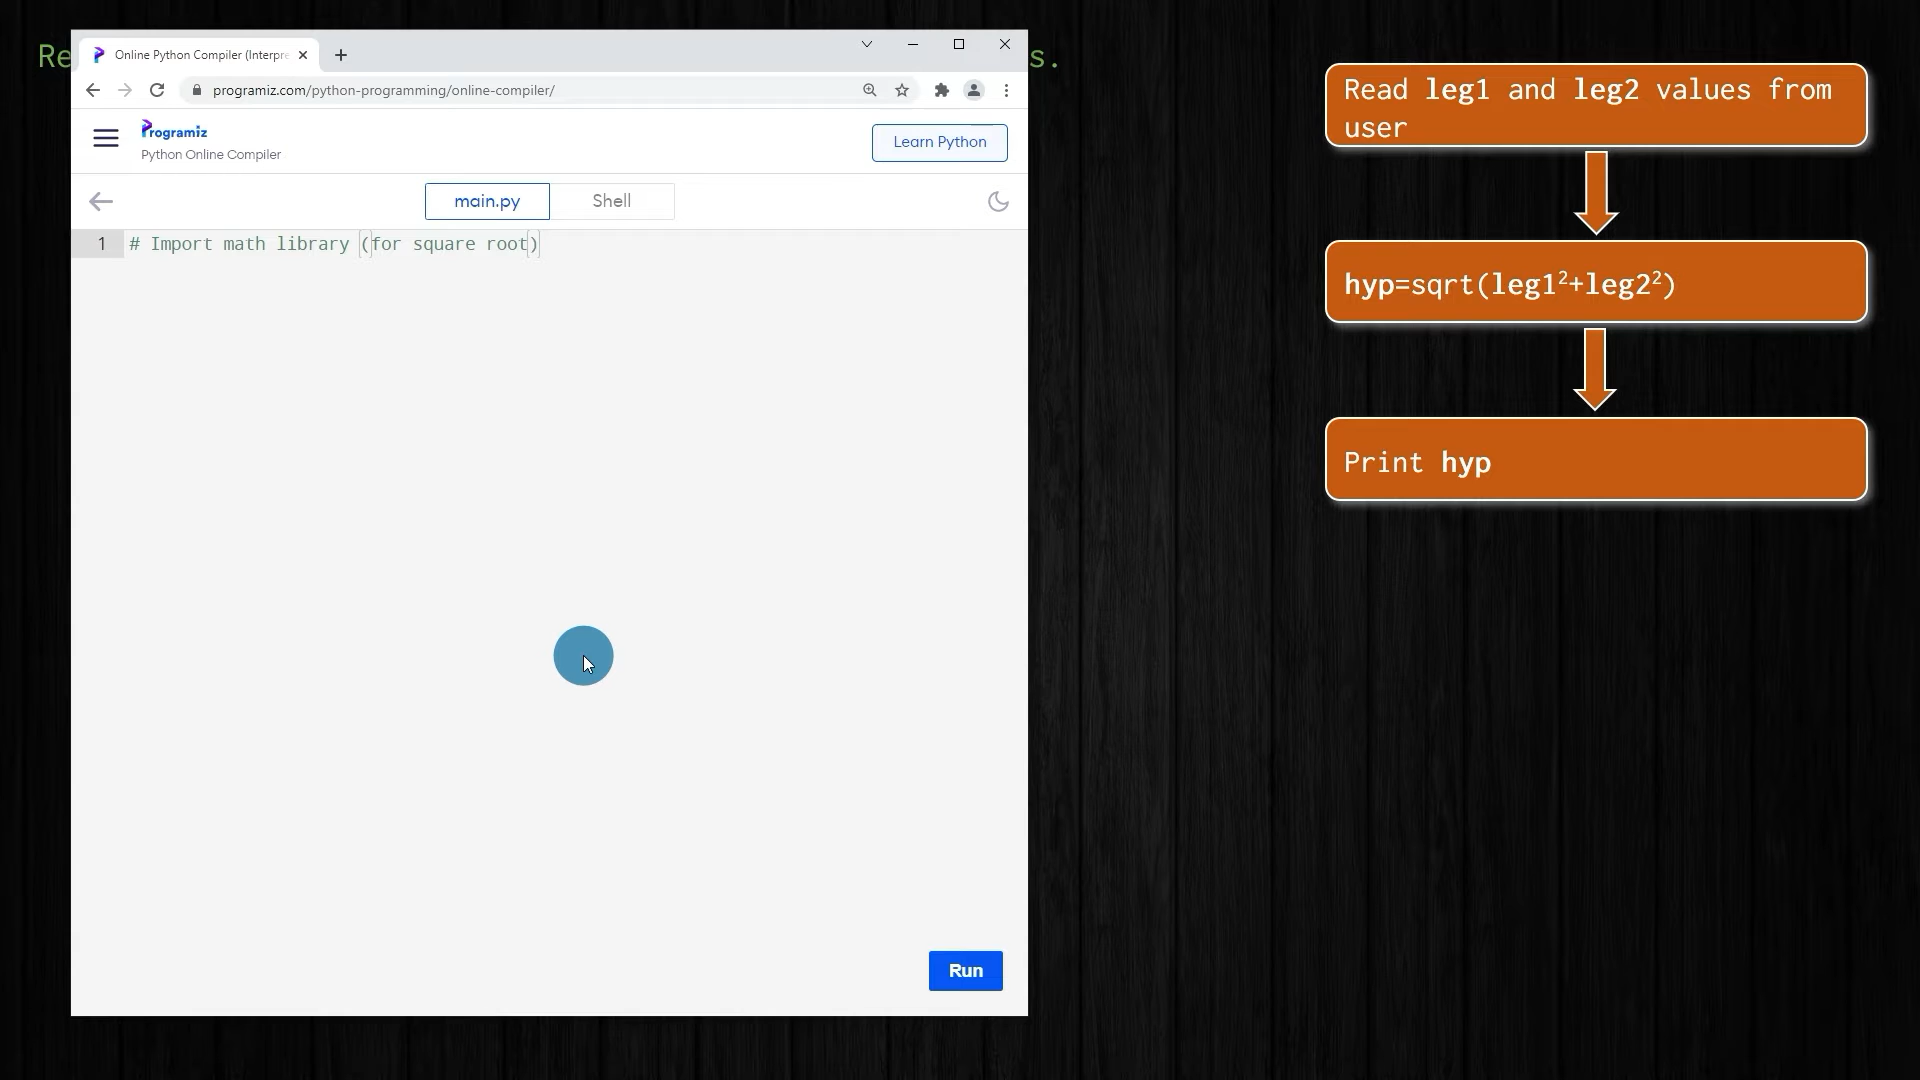 Re
s.
Online Python Compiler (Interpre
programiz.com/python-programming/online-compiler/
Programiz
Python Online Compiler
Learn Python
main.py
Shell
1 # Import math library (for square root)
Run
Read leg1 and leg2 values from
user
hyp=sqrt(leg1²+leg2²)
Print hyp